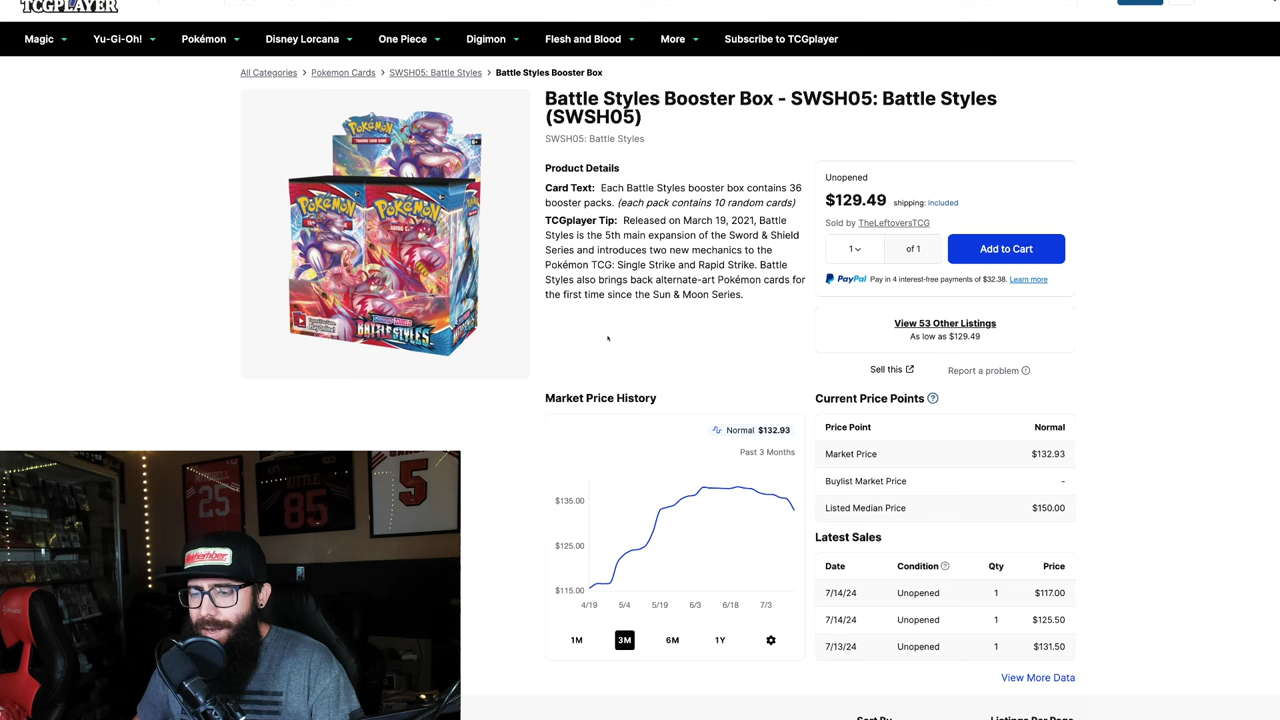 TCGPLAYER
Magic Yu-Gi-Oh! Pokémon Disney Lorcana One Piece Digimon Flesh and Blood More Subscribe to TCGplayer
All Categories > Pokemon Cards > SWSH05: Battle Styles > Battle Styles Booster Box
Battle Styles Booster Box - SWSH05: Battle Styles
(SWSH05)
SWSH05: Battle Styles
Product Details
Card Text: Each Battle Styles booster box contains 36
booster packs. (each pack contains 10 random cards)
TCGplayer Tip: Released on March 19, 2021, Battle
Styles is the 5th main expansion of the Sword & Shield
Series and introduces two new mechanics to the
Pokémon TCG: Single Strike and Rapid Strike. Battle
Styles also brings back alternate-art Pokémon cards for
the first time since the Sun & Moon Series.
Unopened
$129.49 shipping: included
Sold by TheLeftoversTCG
1 of 1 Add to Cart
PayPal Pay in 4 interest-free payments of $32.38. Learn more
View 53 Other Listings
As low as $129.49
Sell this Report a problem
POKÉMON
POKÉMON
POKÉMON
BATTLE STYLES
Market Price History
Normal $132.93
Past 3 Months
$135.00
$125.00
$115.00
4/19 5/4 5/19 6/3 6/18 7/3
1M 3M 6M 1Y
Current Price Points
Price Point Normal
Market Price $132.93
Buylist Market Price -
Listed Median Price $150.00
Latest Sales
Date Condition Qty Price
7/14/24 Unopened 1 $117.00
7/14/24 Unopened 1 $125.50
7/13/24 Unopened 1 $131.50
View More Data
25
KITTLE
85
5